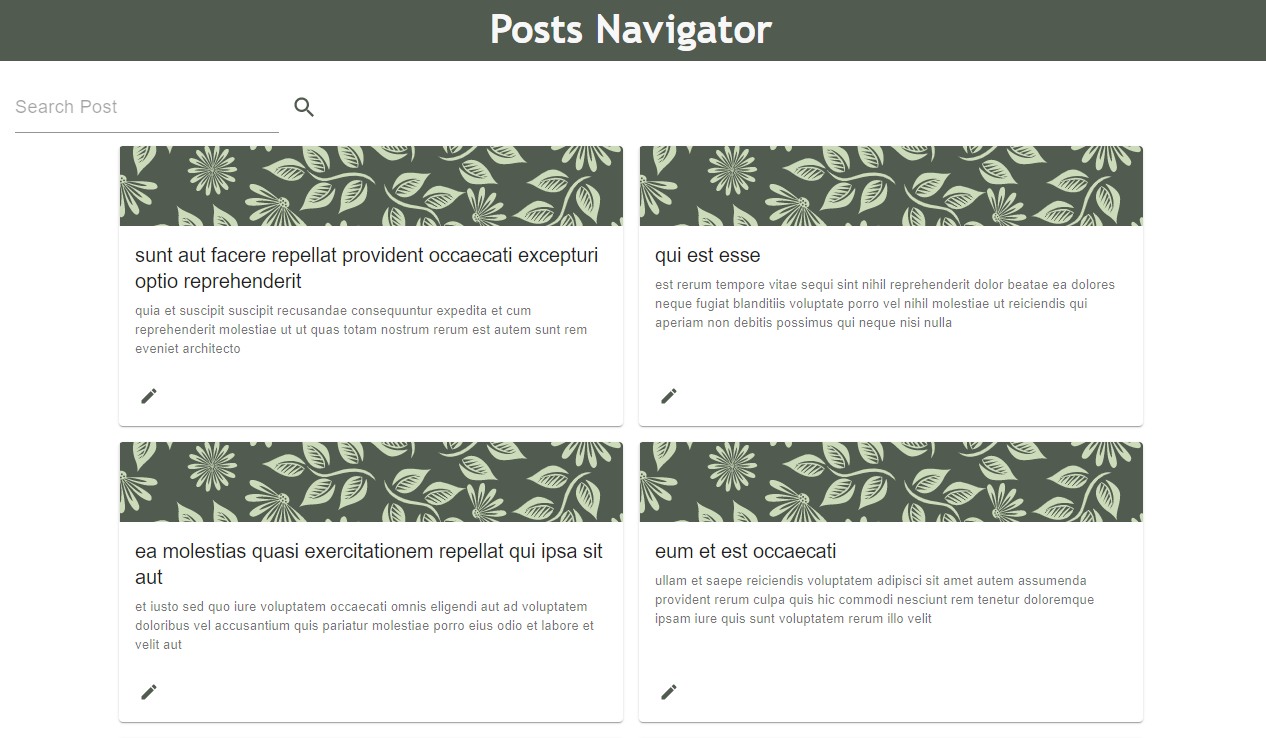 Posts Navigator
Search Post
sunt aut facere repellat provident occaecati excepturi
optio reprehenderit
quia et suscipit suscipit recusandae consequuntur expedita et cum
reprehenderit molestiae ut ut quas totam nostrum rerum est autem sunt rem
eveniet architecto
qui est esse
est rerum tempore vitae sequi sint nihil reprehenderit dolor beatae ea dolores
neque fugiat blanditiis voluptate porro vel nihil molestiae ut reiciendis qui
aperiam non debitis possimus qui neque nisi nulla
ea molestias quasi exercitationem repellat qui ipsa sit
aut
et iusto sed quo iure voluptatem occaecati omnis eligendi aut ad voluptatem
doloribus vel accusantium quis pariatur molestiae porro eius odio et labore et
velit aut
eum et est occaecati
ullam et saepe reiciendis voluptatem adipisci sit amet autem assumenda
provident rerum culpa quis hic commodi nesciunt rem tenetur doloremque
ipsam iure quis sunt voluptatem rerum illo velit